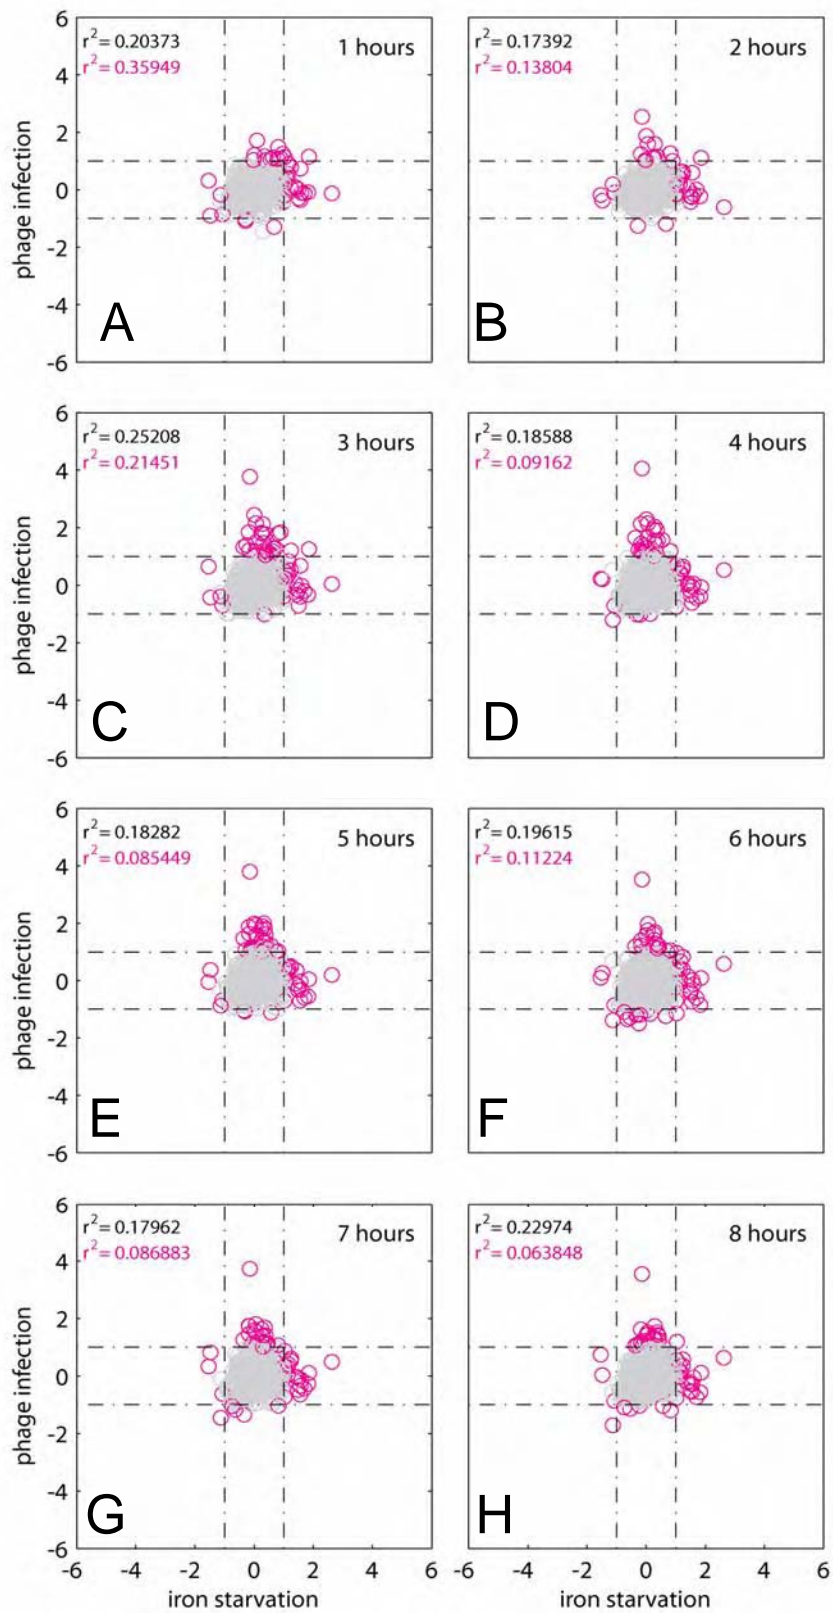 6
r² = 0.20373
1 hours
r² = 0.35949
4
2
0
-2
-4
-6
phage infection
A
r² = 0.17392
2 hours
r² = 0.13804
B
6
r² = 0.25208
3 hours
r² = 0.21451
4
2
0
-2
-4
-6
phage infection
C
r² = 0.18588
4 hours
r² = 0.09162
D
6
r² = 0.18282
5 hours
r² = 0.085449
4
2
0
-2
-4
-6
phage infection
E
r² = 0.19615
6 hours
r² = 0.11224
F
6
r² = 0.17962
7 hours
r² = 0.086883
4
2
0
-2
-4
-6
phage infection
G
-6 -4 -2 0 2 4 6
iron starvation
r² = 0.22974
8 hours
r² = 0.063848
H
-6 -4 -2 0 2 4 6
iron starvation